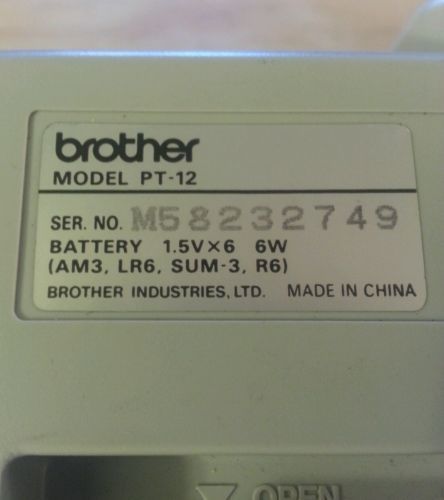 brother
MODEL PT-12
SER. NO. M58232749
BATTERY 1.5V×6 6W
(AM3, LR6, SUM-3, R6)
BROTHER INDUSTRIES, LTD. MADE IN CHINA
OPEN